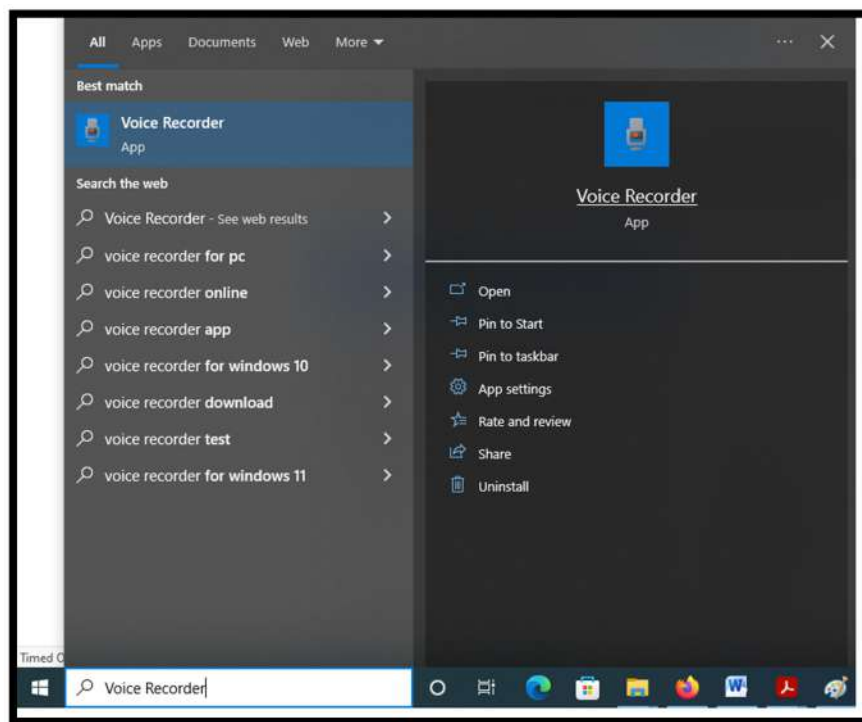 All Apps Documents Web More
Best match
Voice Recorder
App
Search the web
Voice Recorder - See web results
voice recorder for pc
voice recorder online
voice recorder app
voice recorder for windows 10
voice recorder download
voice recorder test
voice recorder for windows 11
Voice Recorder
App
Open
Pin to Start
Pin to taskbar
App settings
Rate and review
Share
Uninstall
Timed O
Voice Recorder
W